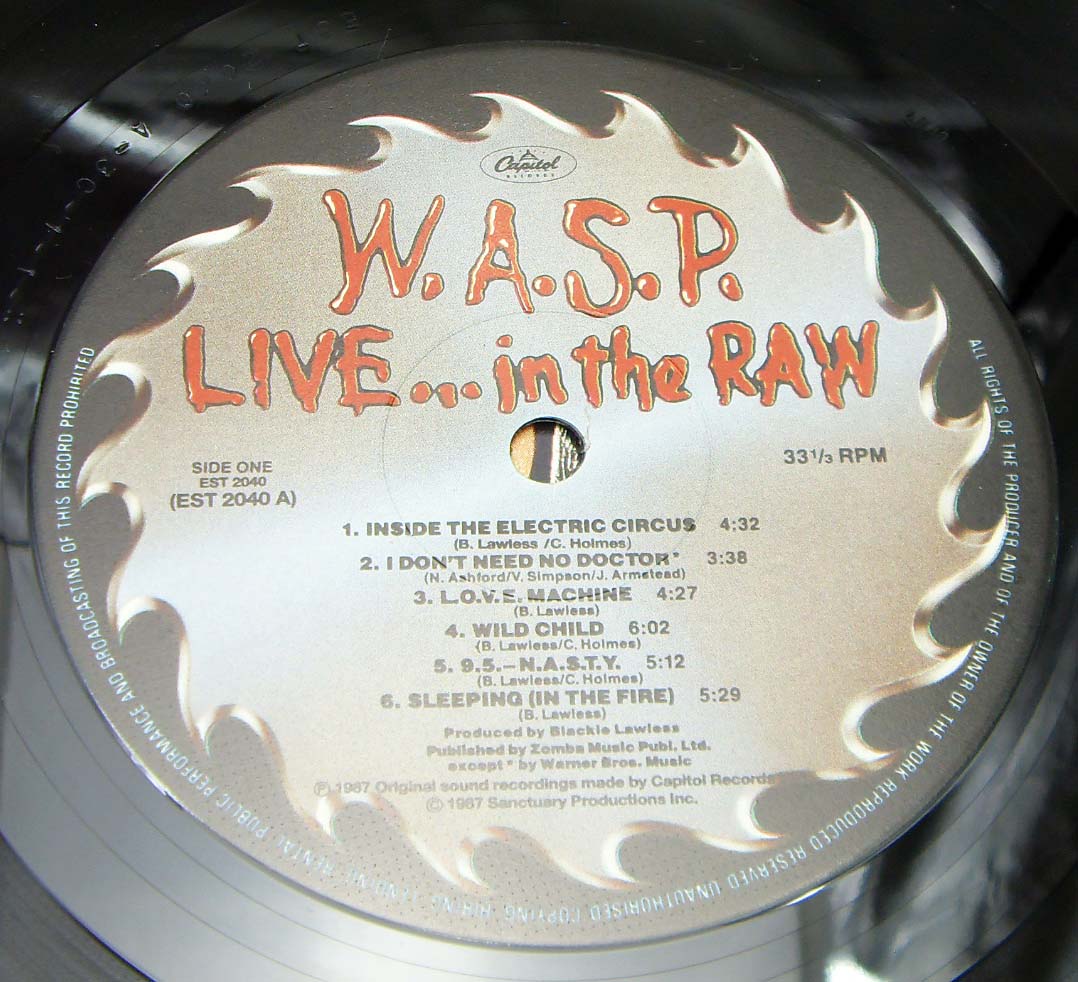 Capitol
RECORDS
W.A.S.P.
LIVE...in the RAW
SIDE ONE
EST 2040
(EST 2040 A)
33 1/3 RPM
1. INSIDE THE ELECTRIC CIRCUS 4:32
(B. Lawless /C. Holmes)
2. I DON'T NEED NO DOCTOR* 3:38
(N. Ashford/V. Simpson/J. Armstead)
3. L.O.V.E. MACHINE 4:27
(B. Lawless)
4. WILD CHILD 6:02
(B. Lawless/C. Holmes)
5. 9.5.–N.A.S.T.Y. 5:12
(B. Lawless/C. Holmes)
6. SLEEPING (IN THE FIRE) 5:29
(B. Lawless)
Produced by Blackie Lawless
Published by Zomba Music Publ. Ltd.
except * by Warner Bros. Music
Ⓟ 1987 Original sound recordings made by Capitol Records
© 1987 Sanctuary Productions Inc.
ALL RIGHTS OF THE PRODUCER AND OF THE OWNER OF THE WORK REPRODUCED RESERVED UNAUTHORISED COPYING, HIRING, LENDING, RENTAL PUBLIC PERFORMANCE AND BROADCASTING OF THIS RECORD PROHIBITED